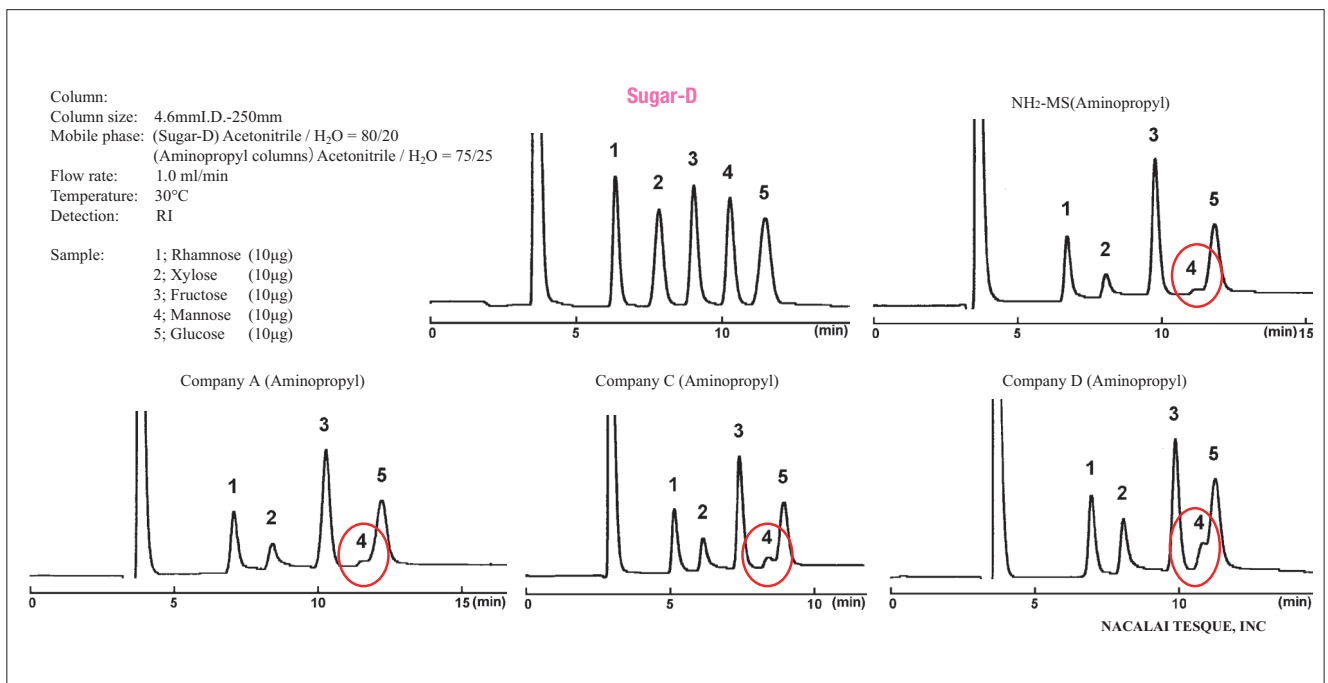 Column:
Column size: 4.6mmI.D.-250mm
Mobile phase: (Sugar-D) Acetonitrile / H₂O = 80/20
(Aminopropyl columns) Acetonitrile / H₂O = 75/25
Flow rate: 1.0 ml/min
Temperature: 30°C
Detection: RI
Sample: 1; Rhamnose (10µg)
2; Xylose (10µg)
3; Fructose (10µg)
4; Mannose (10µg)
5; Glucose (10µg)
Sugar-D
1
2
3
4
5
0 5 10 (min)
NH₂-MS(Aminopropyl)
1
2
3
4
5
0 5 10 (min) 15
Company A (Aminopropyl)
1
2
3
4
5
0 5 10 15 (min)
Company C (Aminopropyl)
1
2
3
4
5
0 5 10 (min)
Company D (Aminopropyl)
1
2
3
4
5
0 5 10 (min)
NACALAI TESQUE, INC